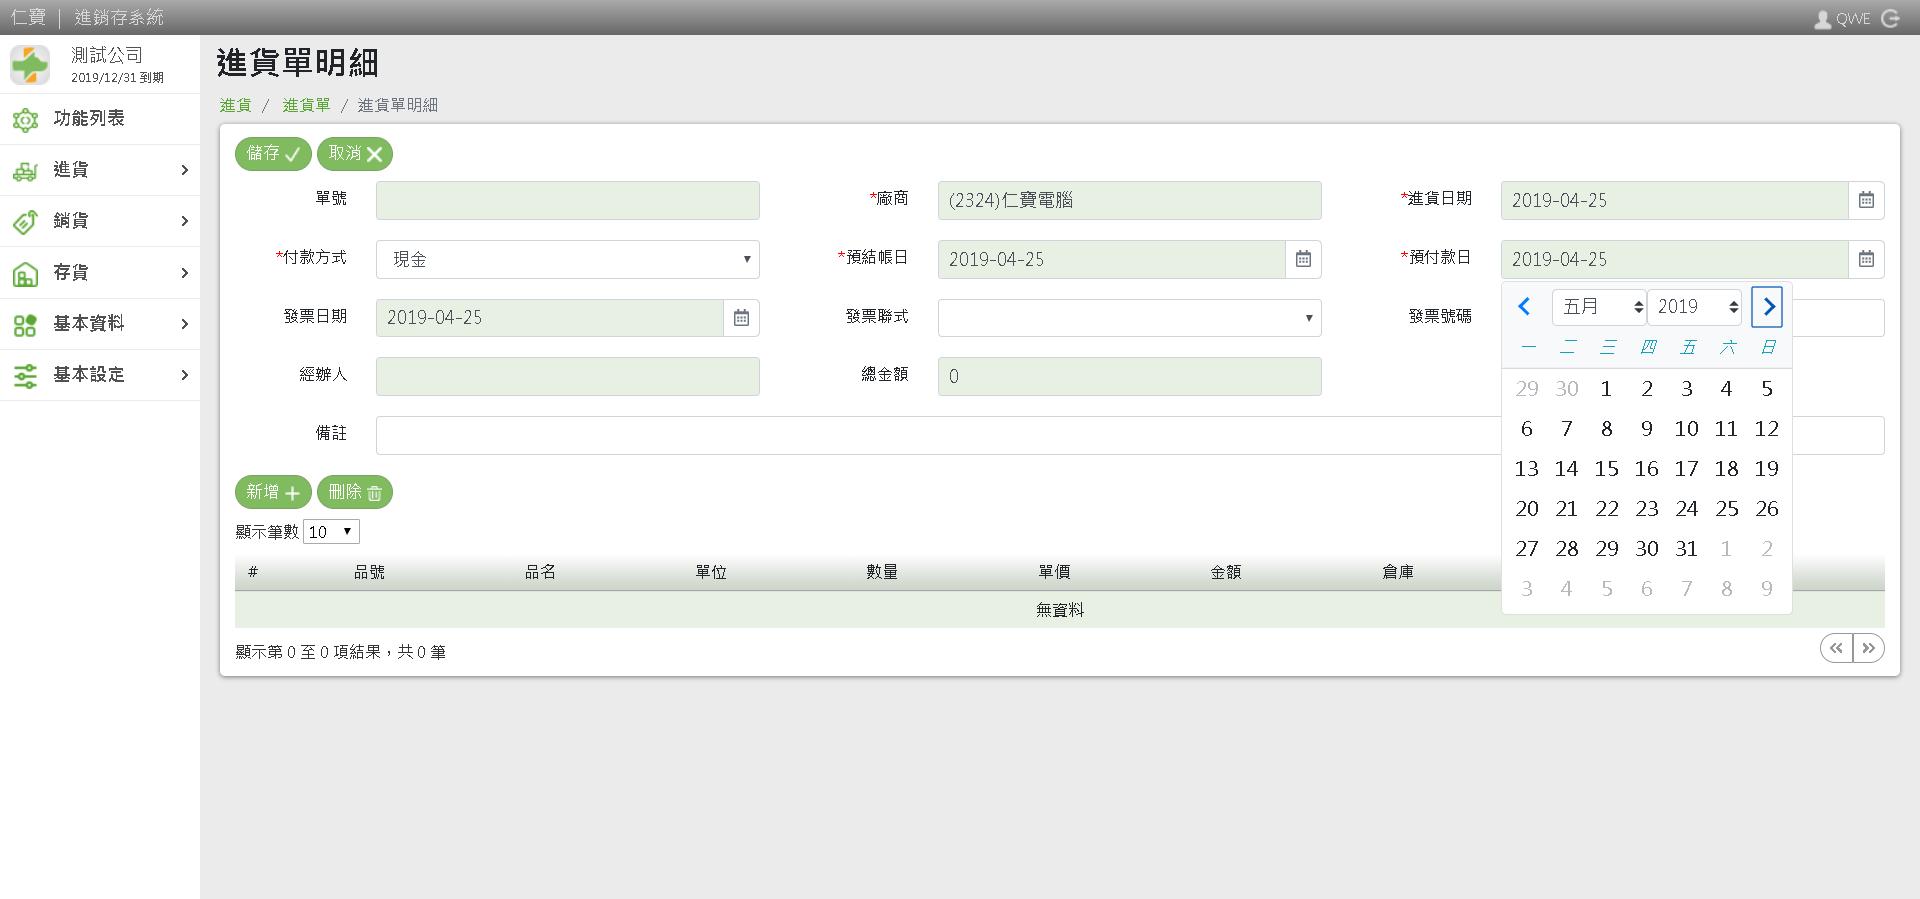 仁寶 │ 進銷存系統 QWE
測試公司
2019/12/31 到期
功能列表
進貨
銷貨
存貨
基本資料
基本設定
進貨單明細
進貨 / 進貨單 / 進貨單明細
儲存 取消
單號 *廠商 (2324)仁寶電腦 *進貨日期 2019-04-25
*付款方式 現金 *預結帳日 2019-04-25 *預付款日 2019-04-25
發票日期 2019-04-25 發票聯式 發票號碼
經辦人 總金額 0
備註
五月 2019
一 二 三 四 五 六 日
29 30 1 2 3 4 5
6 7 8 9 10 11 12
13 14 15 16 17 18 19
20 21 22 23 24 25 26
27 28 29 30 31 1 2
3 4 5 6 7 8 9
新增 刪除
顯示筆數 10
# 品號 品名 單位 數量 單價 金額 倉庫
無資料
顯示第 0 至 0 項結果，共 0 筆